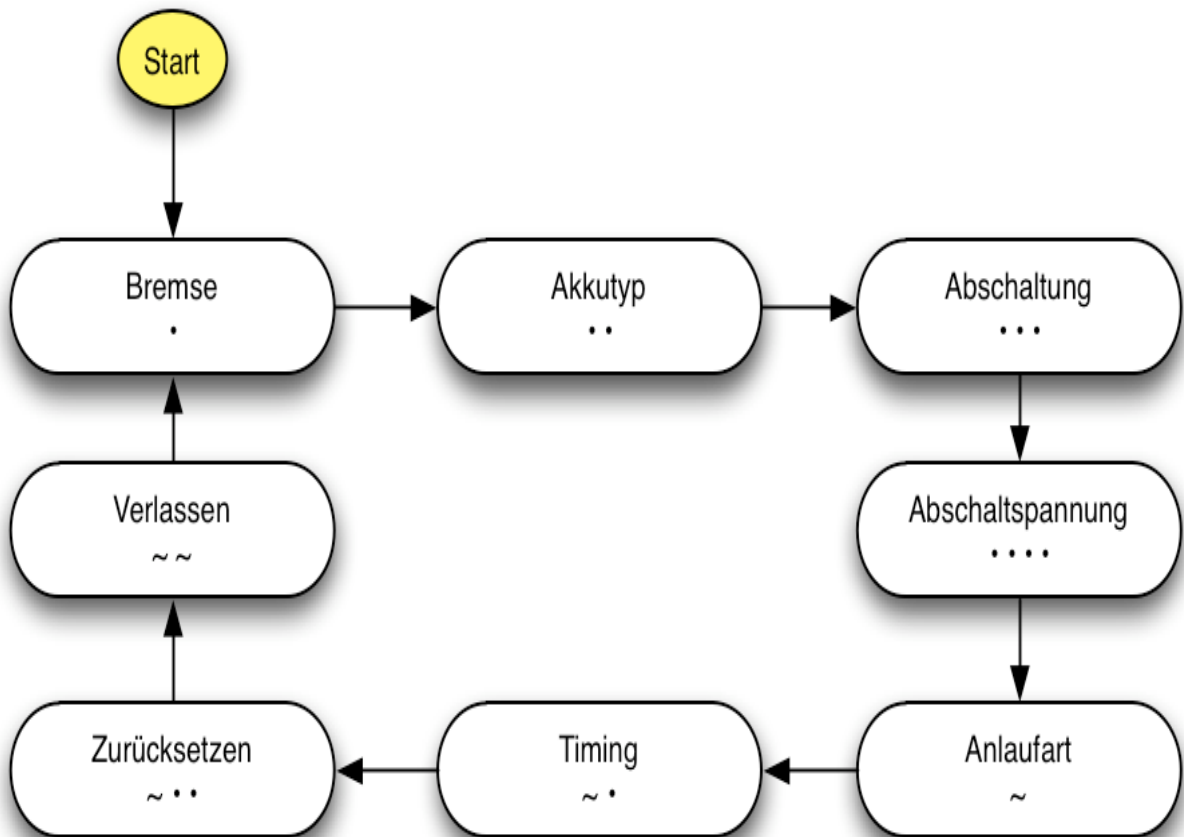 Start
Bremse
•
Akkutyp
• •
Abschaltung
• • •
Abschaltspannung
• • • •
Anlaufart
~
Timing
~ •
Zurücksetzen
~ • •
Verlassen
~ ~